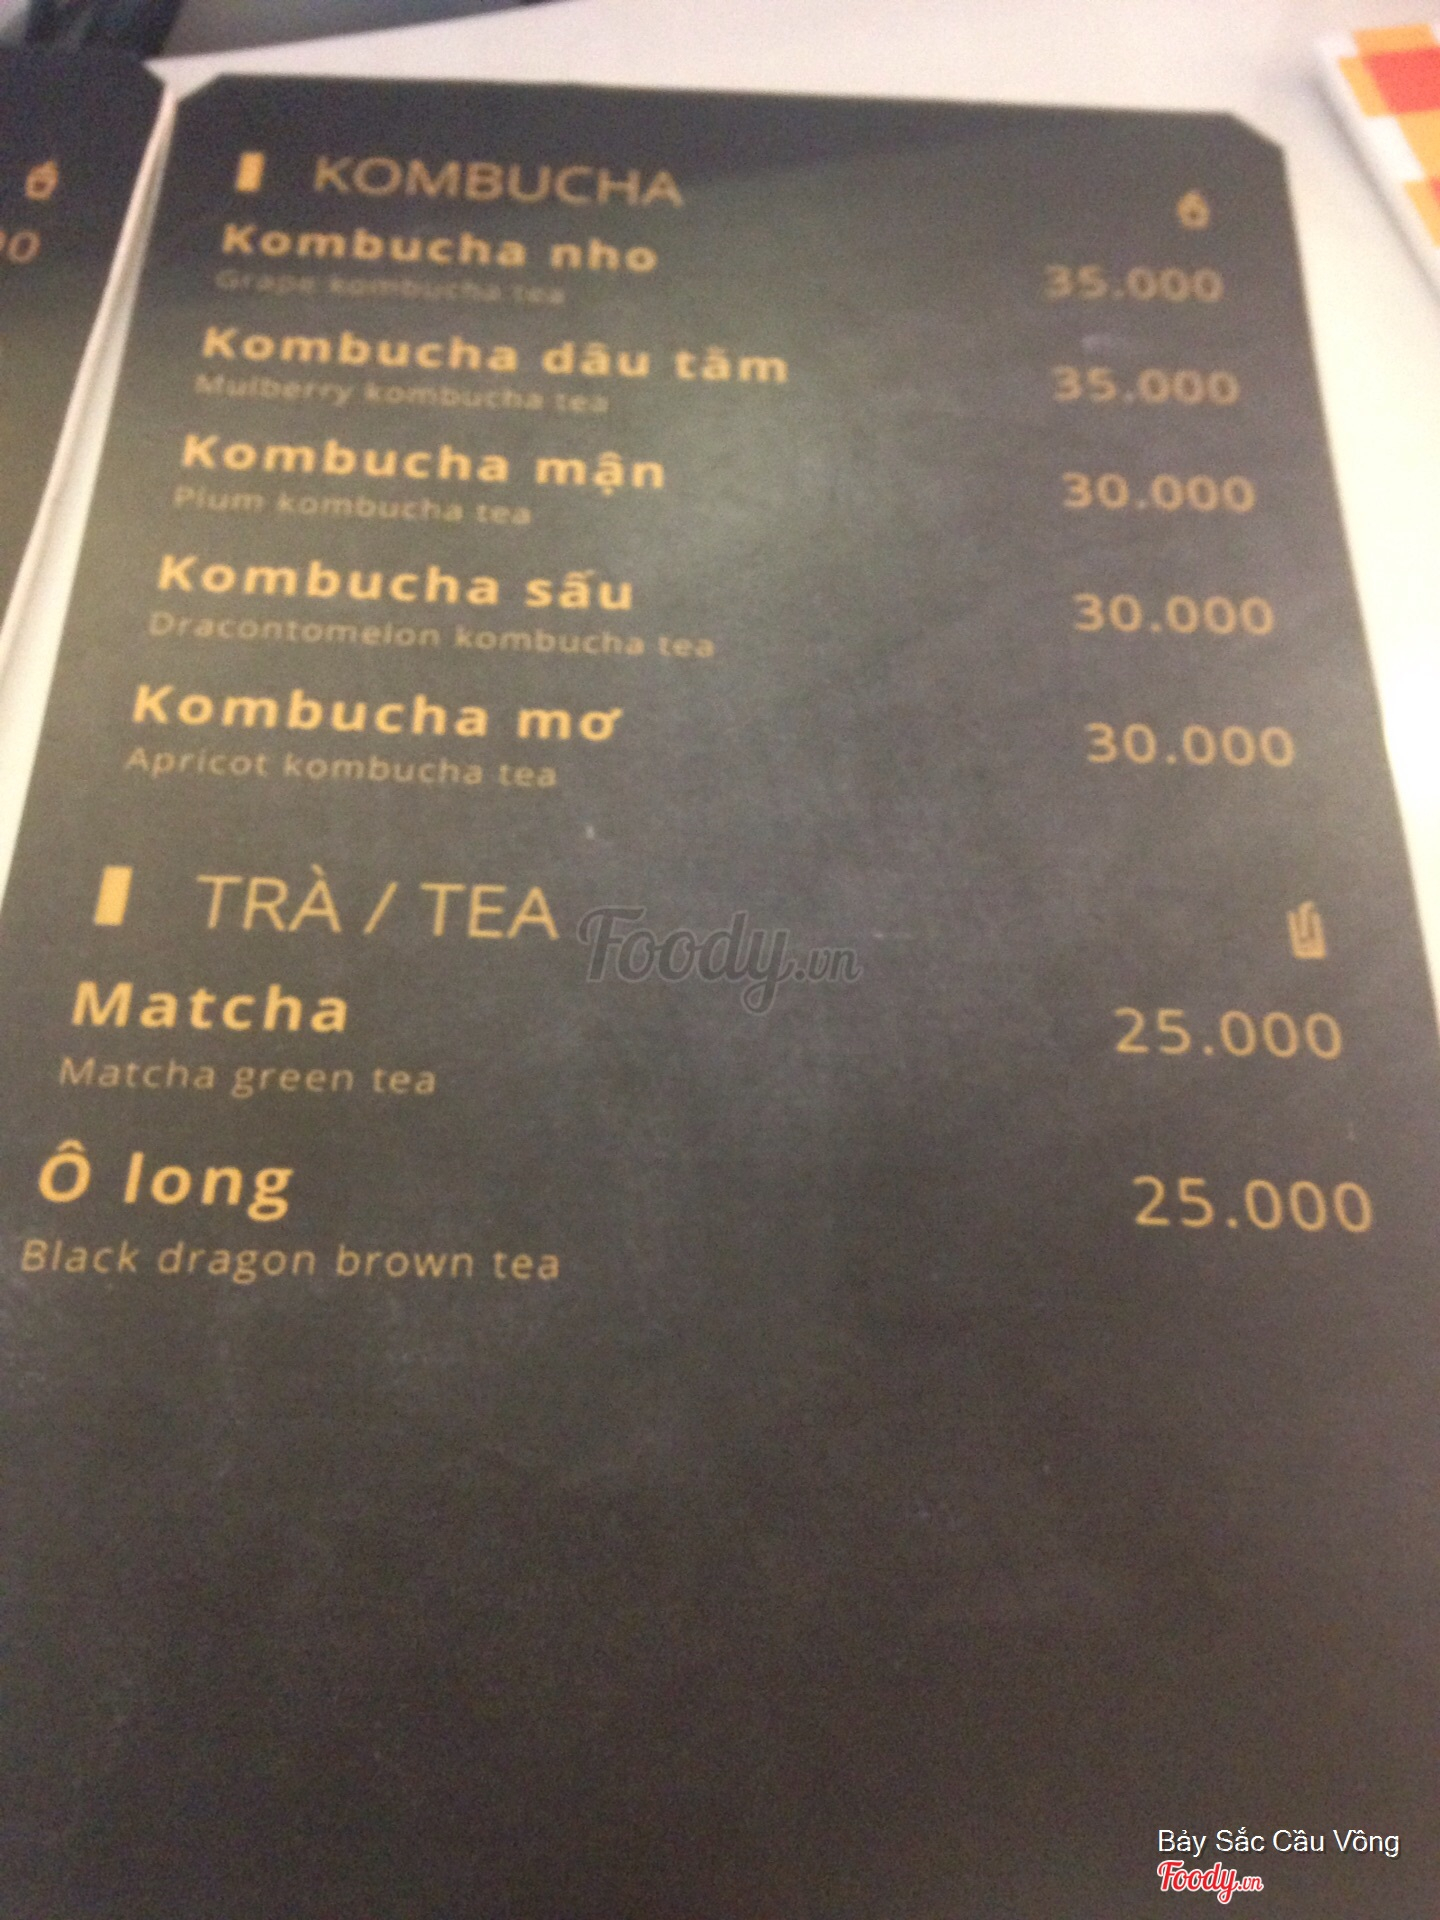 KOMBUCHA
Kombucha nho
Grape kombucha tea
35.000
Kombucha dâu tằm
Mulberry kombucha tea
35.000
Kombucha mận
Plum kombucha tea
30.000
Kombucha sấu
Dracontomelon kombucha tea
30.000
Kombucha mơ
Apricot kombucha tea
30.000
TRÀ / TEA
Matcha
Matcha green tea
25.000
Ô long
Black dragon brown tea
25.000
Foody.vn
Bảy Sắc Cầu Vồng
Foody.vn